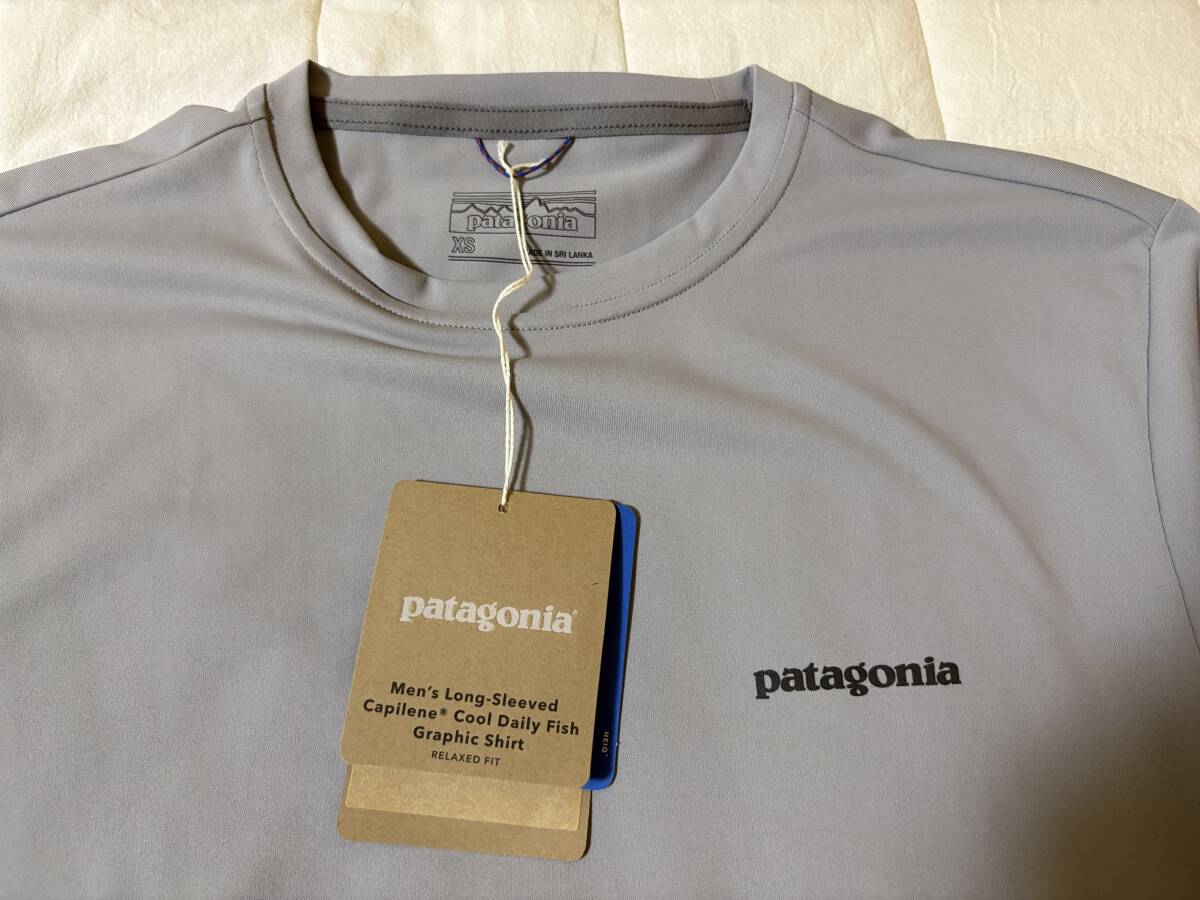 patagonia
XS
MADE IN SRI LANKA
patagonia®
Men's Long-Sleeved
Capilene® Cool Daily Fish
Graphic Shirt
RELAXED FIT
HEIQ®
patagonia